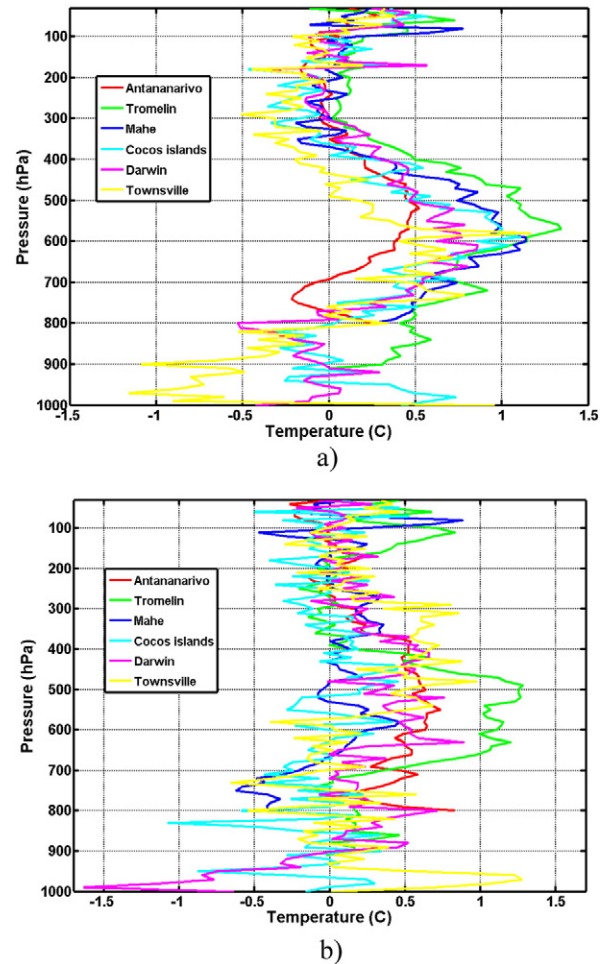 100
200
300
400
500
600
700
800
900
1000
Pressure (hPa)
Antananarivo
Tromelin
Mahe
Cocos islands
Darwin
Townsville
-1.5 -1 -0.5 0 0.5 1 1.5
Temperature (C)
a)
100
200
300
400
500
600
700
800
900
1000
Pressure (hPa)
Antananarivo
Tromelin
Mahe
Cocos islands
Darwin
Townsville
-1.5 -1 -0.5 0 0.5 1 1.5
Temperature (C)
b)